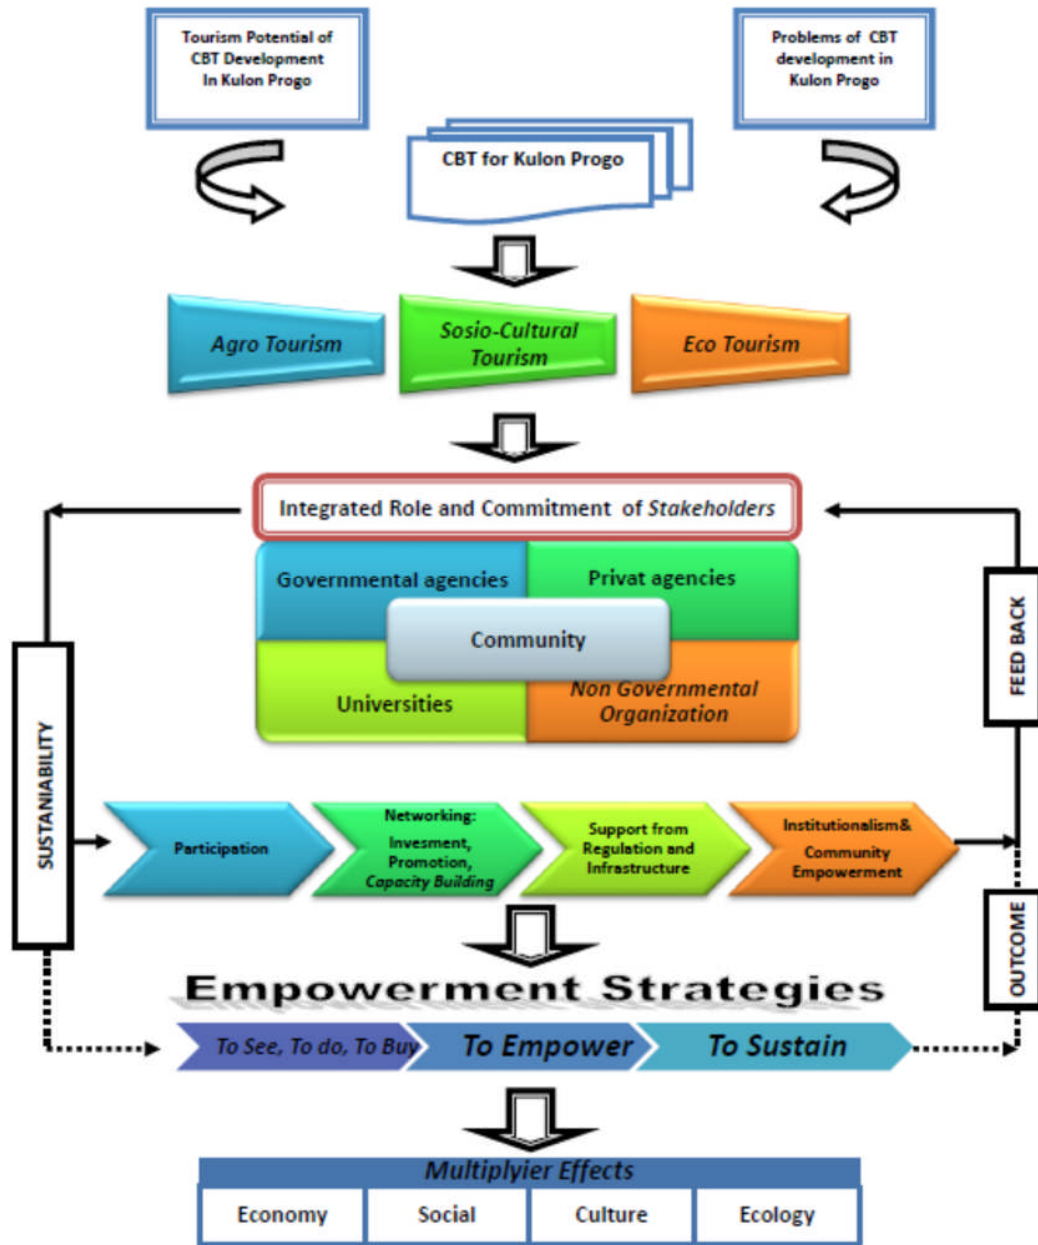 Tourism Potential of
CBT Development
In Kulon Progo
Problems of CBT
development in
Kulon Progo
CBT for Kulon Progo
Agro Tourism
Sosio-Cultural
Tourism
Eco Tourism
Integrated Role and Commitment of Stakeholders
Governmental agencies
Privat agencies
Community
Universities
Non Governmental
Organization
SUSTANIABILITY
FEED BACK
Participation
Networking:
Invesment,
Promotion,
Capacity Building
Support from
Regulation and
Infrastructure
Institutionalism&
Community
Empowerment
OUTCOME
Empowerment Strategies
To See, To do, To Buy
To Empower
To Sustain
Multiplyier Effects
Economy
Social
Culture
Ecology